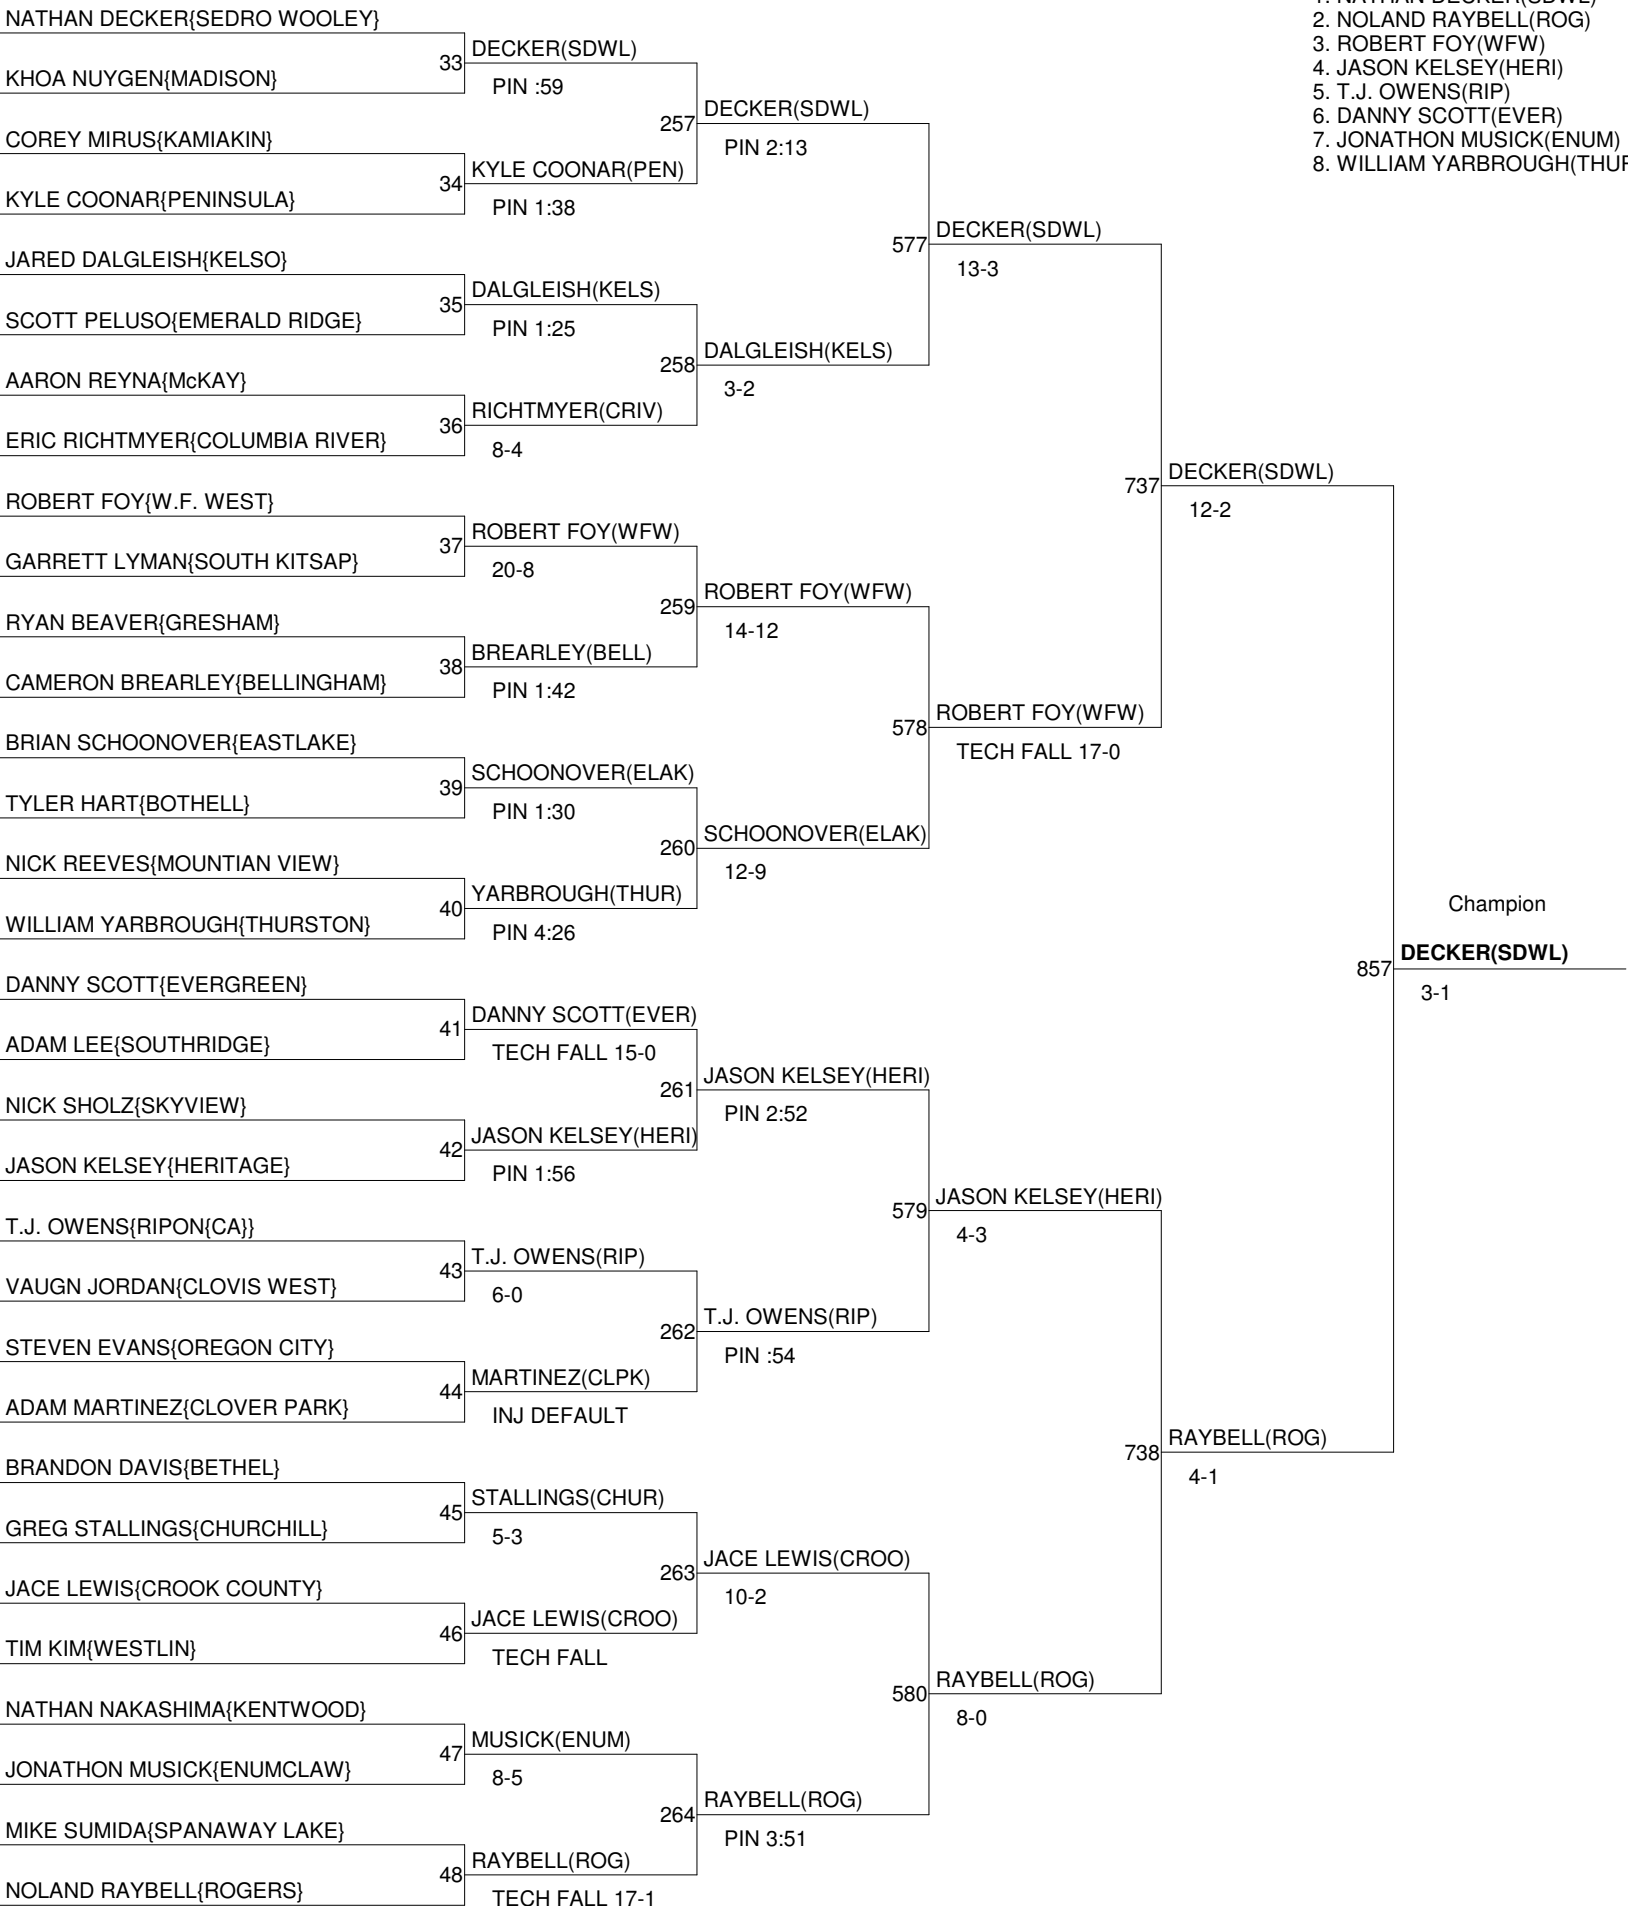 1. NATHAN DECKER(SDWL)
2. NOLAND RAYBELL(ROG)
3. ROBERT FOY(WFW)
4. JASON KELSEY(HERI)
5. T.J. OWENS(RIP)
6. DANNY SCOTT(EVER)
7. JONATHON MUSICK(ENUM)
8. WILLIAM YARBROUGH(THUR
NATHAN DECKER{SEDRO WOOLEY}
KHOA NUYGEN{MADISON}
COREY MIRUS{KAMIAKIN}
KYLE COONAR{PENINSULA}
JARED DALGLEISH{KELSO}
SCOTT PELUSO{EMERALD RIDGE}
AARON REYNA{McKAY}
ERIC RICHTMYER{COLUMBIA RIVER}
ROBERT FOY{W.F. WEST}
GARRETT LYMAN{SOUTH KITSAP}
RYAN BEAVER{GRESHAM}
CAMERON BREARLEY{BELLINGHAM}
BRIAN SCHOONOVER{EASTLAKE}
TYLER HART{BOTHELL}
NICK REEVES{MOUNTIAN VIEW}
WILLIAM YARBROUGH{THURSTON}
DANNY SCOTT{EVERGREEN}
ADAM LEE{SOUTHRIDGE}
NICK SHOLZ{SKYVIEW}
JASON KELSEY{HERITAGE}
T.J. OWENS{RIPON{CA}}
VAUGN JORDAN{CLOVIS WEST}
STEVEN EVANS{OREGON CITY}
ADAM MARTINEZ{CLOVER PARK}
BRANDON DAVIS{BETHEL}
GREG STALLINGS{CHURCHILL}
JACE LEWIS{CROOK COUNTY}
TIM KIM{WESTLIN}
NATHAN NAKASHIMA{KENTWOOD}
JONATHON MUSICK{ENUMCLAW}
MIKE SUMIDA{SPANAWAY LAKE}
NOLAND RAYBELL{ROGERS}
33 DECKER(SDWL)
PIN :59
34 KYLE COONAR(PEN)
PIN 1:38
35 DALGLEISH(KELS)
PIN 1:25
36 RICHTMYER(CRIV)
8-4
37 ROBERT FOY(WFW)
20-8
38 BREARLEY(BELL)
PIN 1:42
39 SCHOONOVER(ELAK)
PIN 1:30
40 YARBROUGH(THUR)
PIN 4:26
41 DANNY SCOTT(EVER)
TECH FALL 15-0
42 JASON KELSEY(HERI)
PIN 1:56
43 T.J. OWENS(RIP)
6-0
44 MARTINEZ(CLPK)
INJ DEFAULT
45 STALLINGS(CHUR)
5-3
46 JACE LEWIS(CROO)
TECH FALL
47 MUSICK(ENUM)
8-5
48 RAYBELL(ROG)
TECH FALL 17-1
257 DECKER(SDWL)
PIN 2:13
258 DALGLEISH(KELS)
3-2
259 ROBERT FOY(WFW)
14-12
260 SCHOONOVER(ELAK)
12-9
261 JASON KELSEY(HERI)
PIN 2:52
262 T.J. OWENS(RIP)
PIN :54
263 JACE LEWIS(CROO)
10-2
264 RAYBELL(ROG)
PIN 3:51
577 DECKER(SDWL)
13-3
578 ROBERT FOY(WFW)
TECH FALL 17-0
579 JASON KELSEY(HERI)
4-3
580 RAYBELL(ROG)
8-0
737 DECKER(SDWL)
12-2
738 RAYBELL(ROG)
4-1
Champion
857 DECKER(SDWL)
3-1